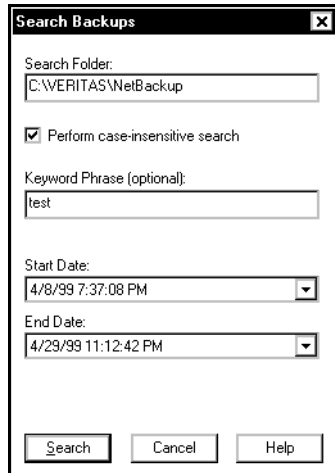 Search Backups
Search Folder:
C:\VERITAS\NetBackup
Perform case-insensitive search
Keyword Phrase (optional):
test
Start Date:
4/8/99 7:37:08 PM
End Date:
4/29/99 11:12:42 PM
Search Cancel Help